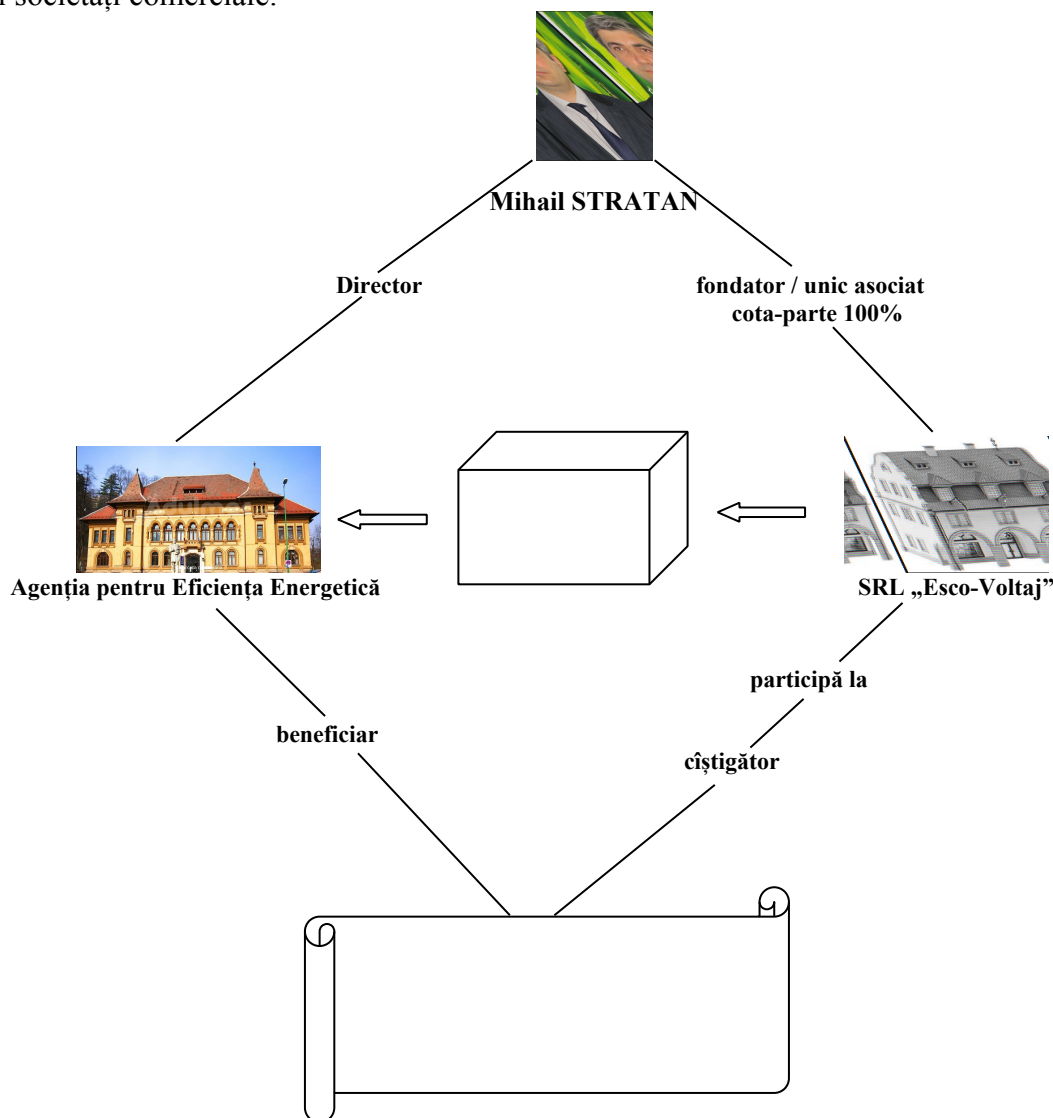 societăți comerciale.
Mihail STRATAN
Director
fondator / unic asociat
cota-parte 100%
Agenția pentru Eficiența Energetică
SRL „Esco-Voltaj”
participă la
beneficiar
cîștigător